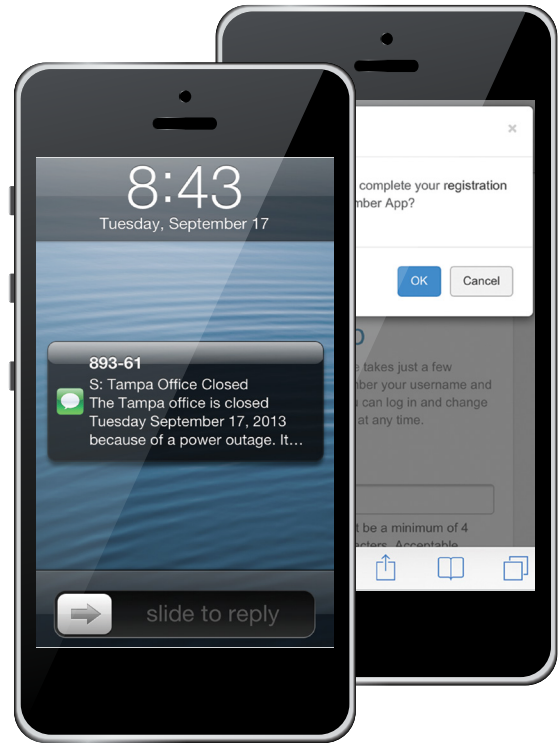 8:43
Tuesday, September 17
893-61
S: Tampa Office Closed
The Tampa office is closed
Tuesday September 17, 2013
because of a power outage. It…
slide to reply
×
complete your registration
mber App?
OK
Cancel
takes just a few
mber your username and
can log in and change
at any time.
t be a minimum of 4
acters. Acceptable